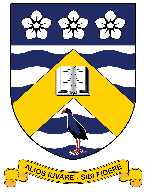 ALIOS IUVARE - SIBI FIDERE